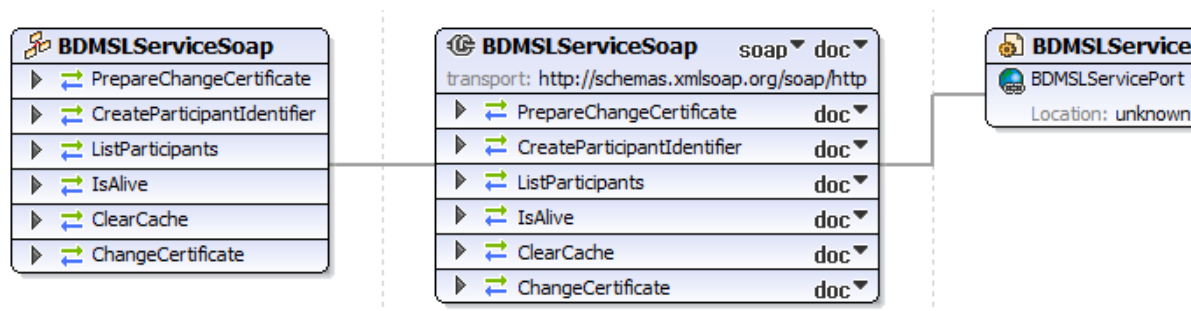 BDMSLServiceSoap
PrepareChangeCertificate
CreateParticipantIdentifier
ListParticipants
IsAlive
ClearCache
ChangeCertificate
BDMSLServiceSoap soap doc
transport: http://schemas.xmlsoap.org/soap/http
PrepareChangeCertificate doc
CreateParticipantIdentifier doc
ListParticipants doc
IsAlive doc
ClearCache doc
ChangeCertificate doc
BDMSLService
BDMSLServicePort
Location: unknown